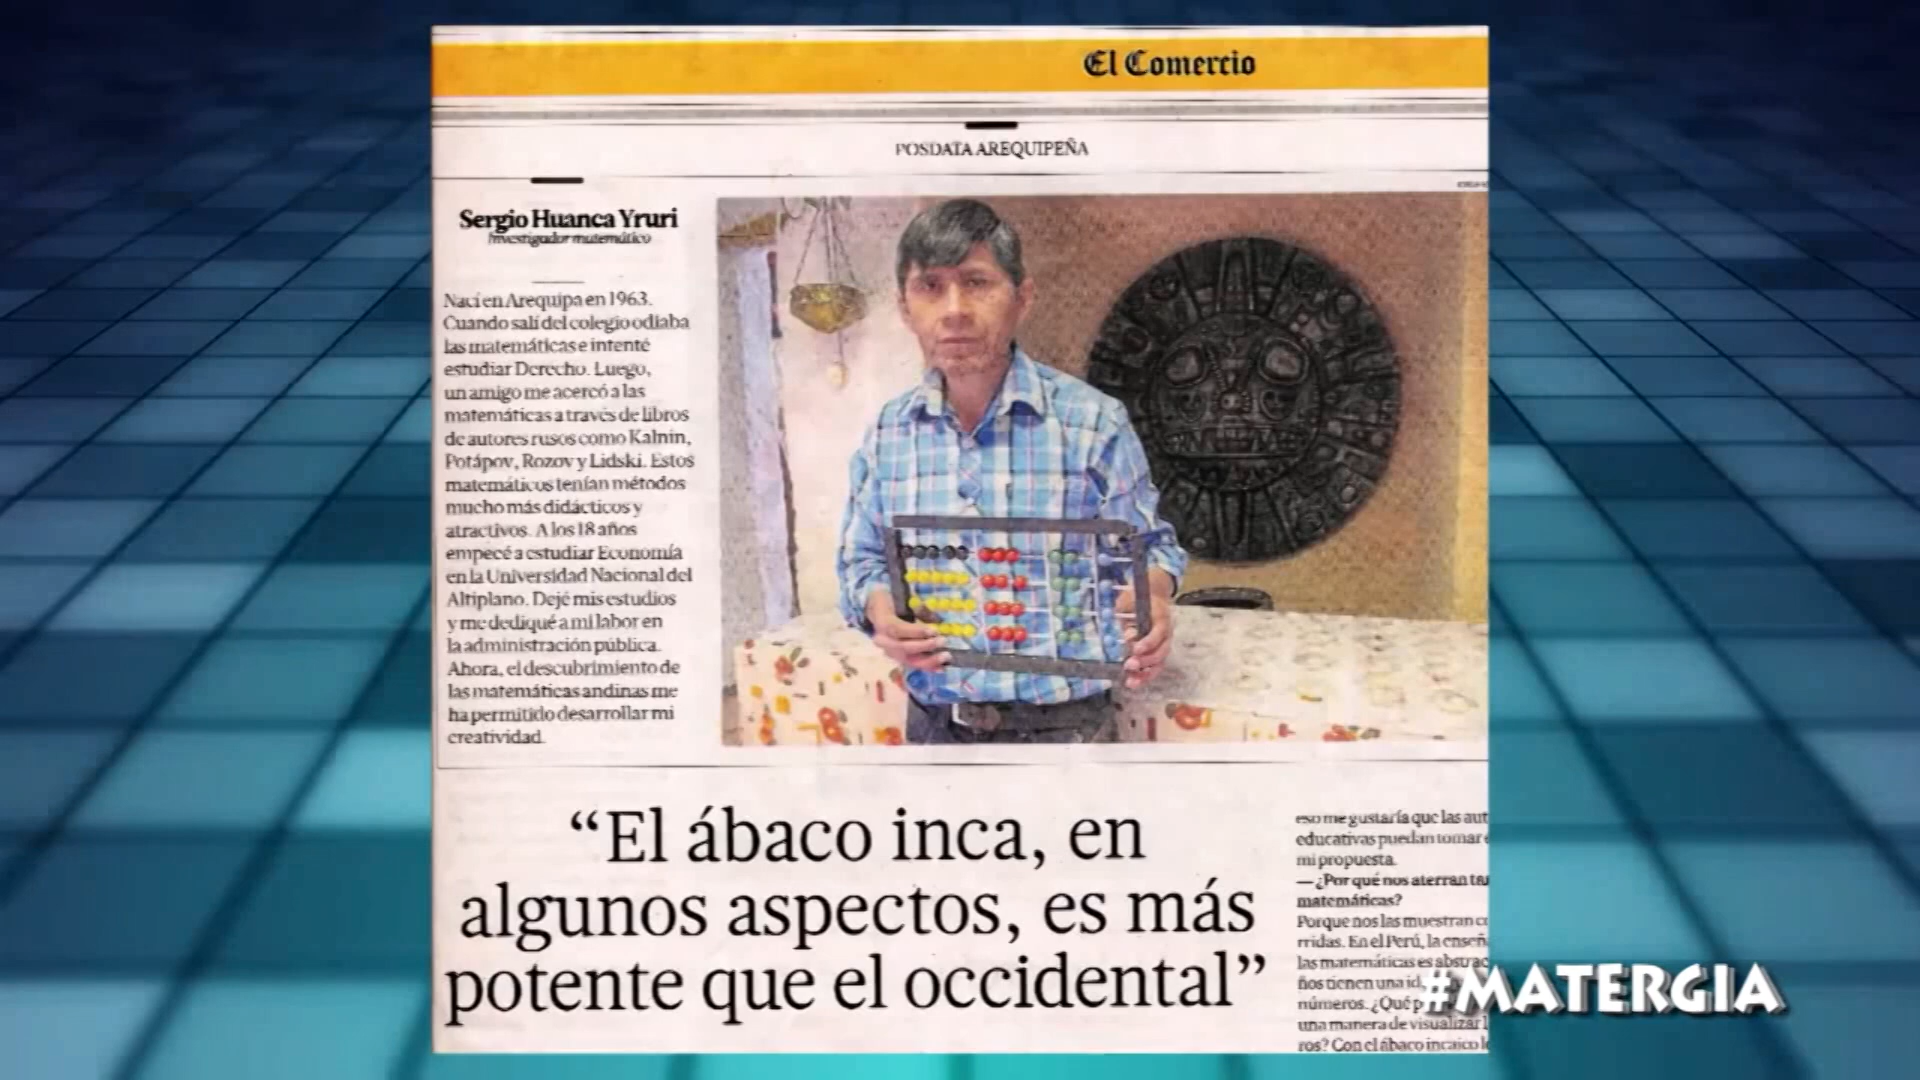 El Comercio
POSDATA AREQUIPEÑA
Sergio Huanca Yruri
Investigador matemático
Nací en Arequipa en 1963.
Cuando salí del colegio odiaba
las matemáticas e intenté
estudiar Derecho. Luego,
un amigo me acercó a las
matemáticas a través de libros
de autores rusos como Kalnin,
Potápov, Rozov y Lidski. Estos
matemáticos tenían métodos
mucho más didácticos y
atractivos. A los 18 años
empecé a estudiar Economía
en la Universidad Nacional del
Altiplano. Dejé mis estudios
y me dediqué a mi labor en
la administración pública.
Ahora, el descubrimiento de
las matemáticas andinas me
ha permitido desarrollar mi
creatividad.
“El ábaco inca, en
algunos aspectos, es más
potente que el occidental”
eso me gustaría que las aut
educativas puedan tomar
mi propuesta.
— ¿Por qué nos aterran ta
matemáticas?
Porque nos las muestran
rridas. En el Perú, la enseñ
las matemáticas es abstrac
ños tienen una id
números. ¿Qué p
una manera de visualizar l
ros? Con el ábaco incaico l
#MATERGIA